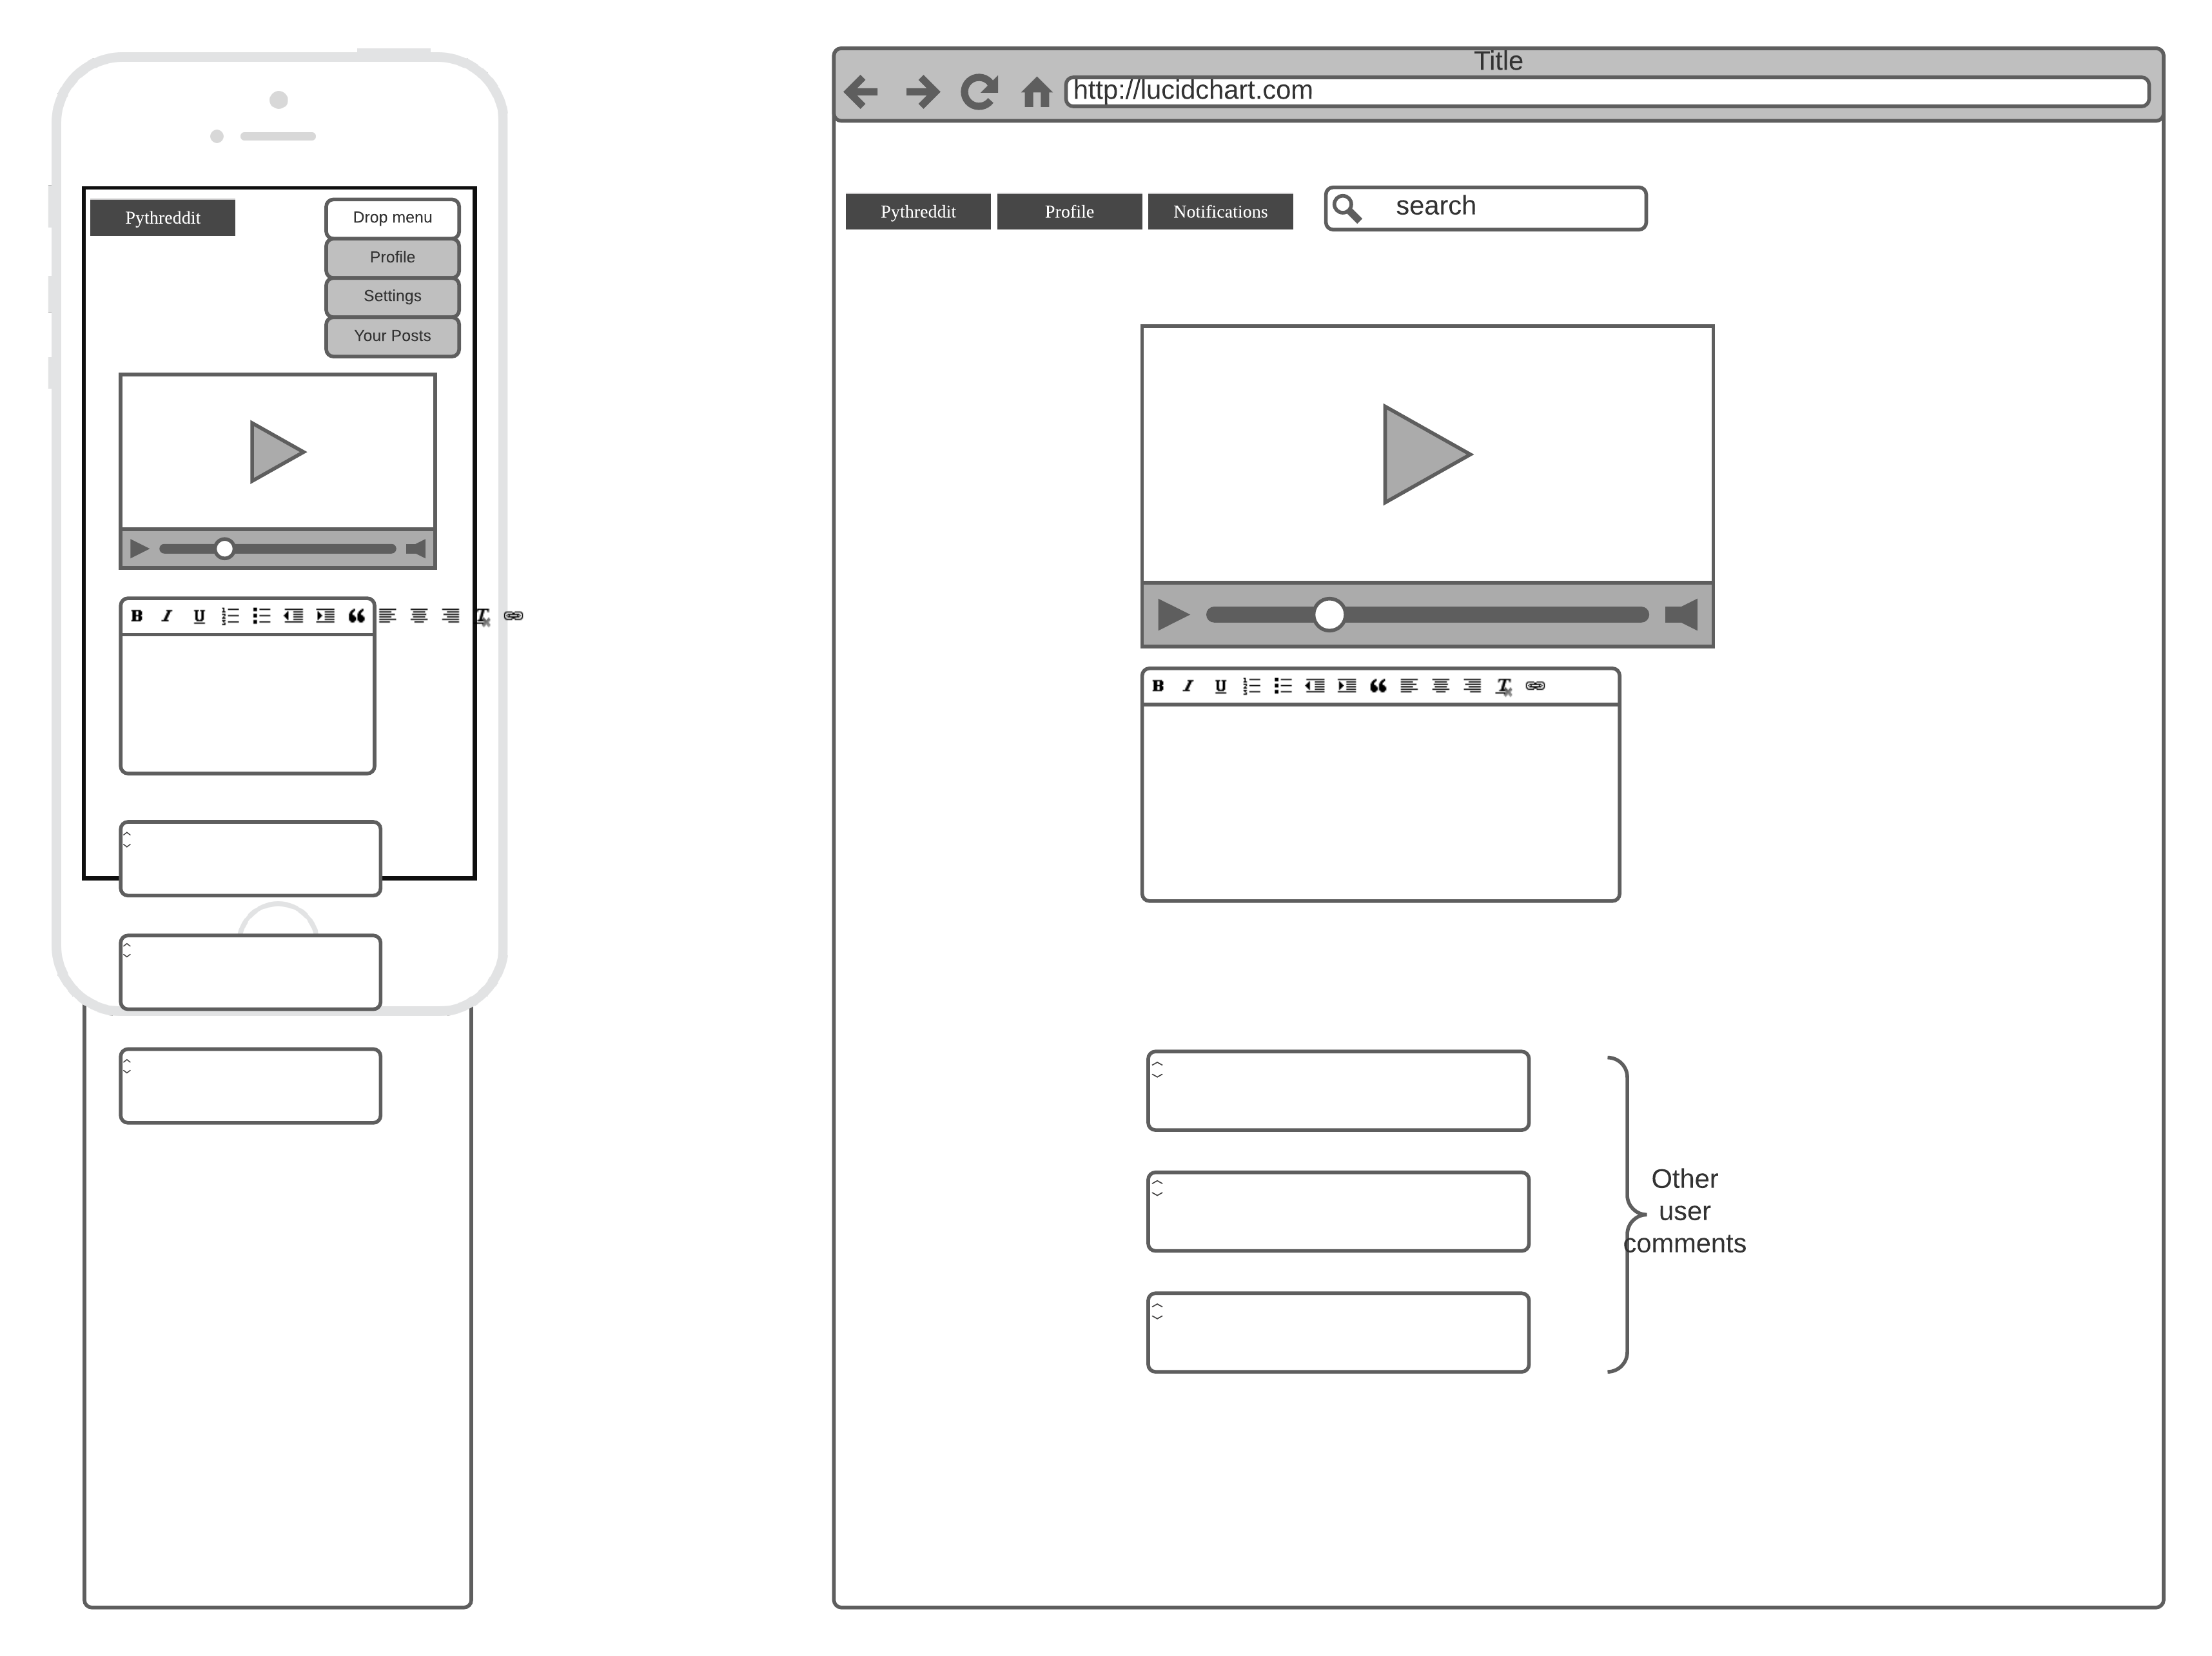 Pythreddit
Drop menu
Profile
Settings
Your Posts
Title
http://lucidchart.com
Pythreddit
Profile
Notifications
search
Other
user
comments